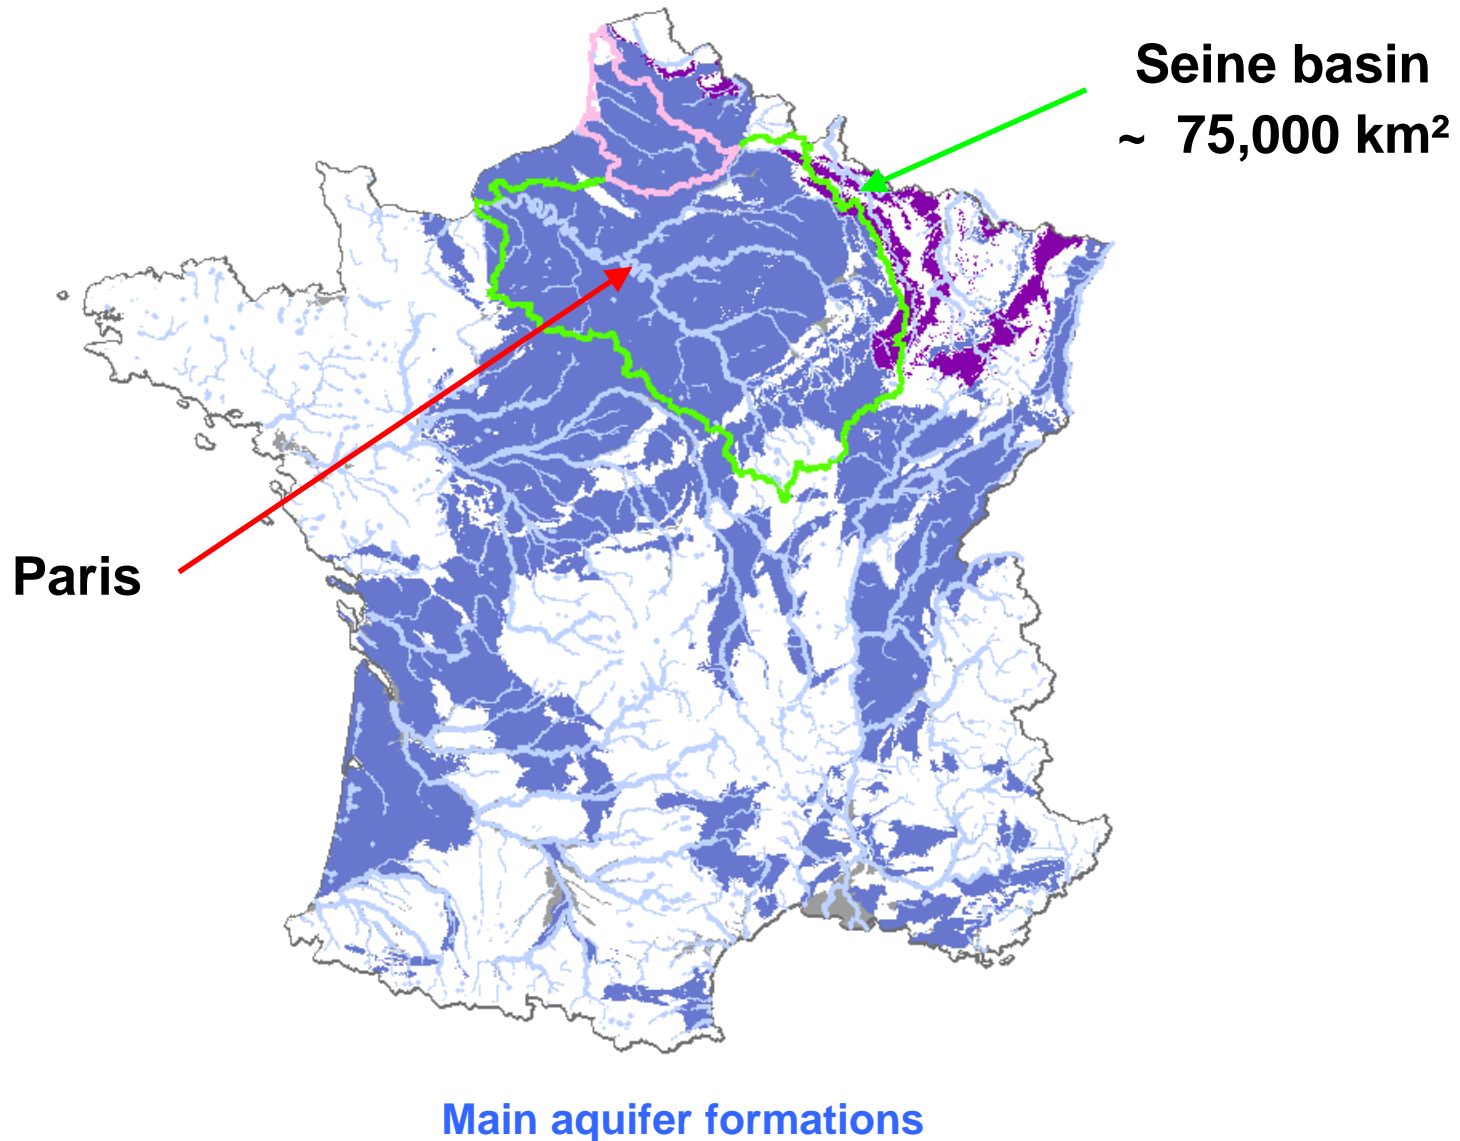 Seine basin
~ 75,000 km²
Paris
Main aquifer formations